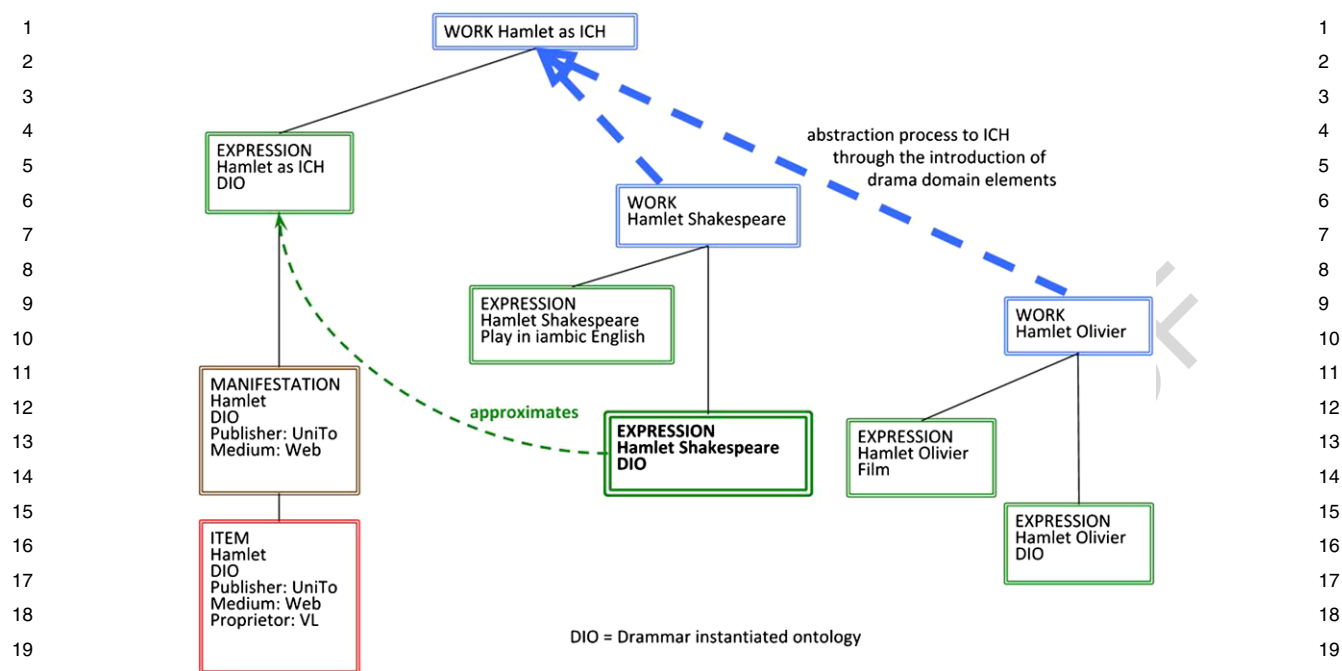 1
2
3
4
5
6
7
8
9
10
11
12
13
14
15
16
17
18
19
WORK Hamlet as ICH
abstraction process to ICH
through the introduction of
drama domain elements
EXPRESSION
Hamlet as ICH
DIO
WORK
Hamlet Shakespeare
EXPRESSION
Hamlet Shakespeare
Play in iambic English
WORK
Hamlet Olivier
MANIFESTATION
Hamlet
DIO
Publisher: UniTo
Medium: Web
approximates
EXPRESSION
Hamlet Shakespeare
DIO
EXPRESSION
Hamlet Olivier
Film
EXPRESSION
Hamlet Olivier
DIO
ITEM
Hamlet
DIO
Publisher: UniTo
Medium: Web
Proprietor: VL
DIO = Drammar instantiated ontology
1
2
3
4
5
6
7
8
9
10
11
12
13
14
15
16
17
18
19